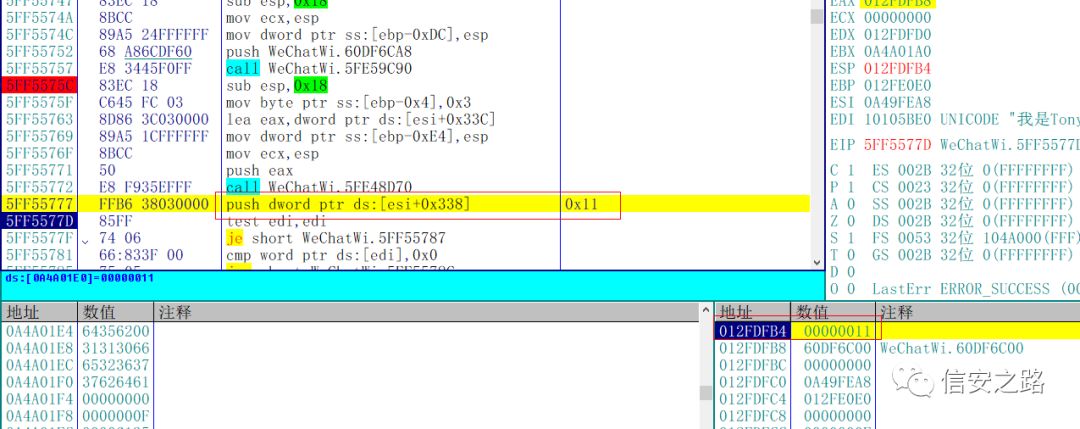 5FF55747 83EC 18 sub esp,0x18
5FF5574A 8BCC mov ecx,esp
5FF5574C 89A5 24FFFFFF mov dword ptr ss:[ebp-0xDC],esp
5FF55752 68 A86CDF60 push WeChatWi.60DF6CA8
5FF55757 E8 3445F0FF call WeChatWi.5FE59C90
5FF5575C 83EC 18 sub esp,0x18
5FF5575F C645 FC 03 mov byte ptr ss:[ebp-0x4],0x3
5FF55763 8D86 3C030000 lea eax,dword ptr ds:[esi+0x33C]
5FF55769 89A5 1CFFFFFF mov dword ptr ss:[ebp-0xE4],esp
5FF5576F 8BCC mov ecx,esp
5FF55771 50 push eax
5FF55772 E8 F935EFFF call WeChatWi.5FE48D70
5FF55777 FFB6 38030000 push dword ptr ds:[esi+0x338] 0x11
5FF5577D 85FF test edi,edi
5FF5577F 74 06 je short WeChatWi.5FF55787
5FF55781 66:833F 00 cmp word ptr ds:[edi],0x0
EAX 012FDFB8
ECX 00000000
EDX 012FDFD0
EBX 0A4A01A0
ESP 012FDFB4
EBP 012FE0E0
ESI 0A49FEA8
EDI 10105BE0 UNICODE "我是Tony
EIP 5FF5577D WeChatWi.5FF5577D
C 1 ES 002B 32位 0(FFFFFFFF)
P 1 CS 0023 32位 0(FFFFFFFF)
A 0 SS 002B 32位 0(FFFFFFFF)
Z 0 DS 002B 32位 0(FFFFFFFF)
S 1 FS 0053 32位 104A000(FFF)
T 0 GS 002B 32位 0(FFFFFFFF)
D 0
O 0 LastErr ERROR_SUCCESS (00
ds:[0A4A01E0]=00000011
地址 数值 注释
0A4A01E4 64356200
0A4A01E8 31313066
0A4A01EC 65323637
0A4A01F0 37626461
0A4A01F4 00000000
0A4A01F8 0000000F
地址 数值 注释
012FDFB4 00000011
012FDFB8 60DF6C00 WeChatWi.60DF6C00
012FDFBC 00000000
012FDFC0 0A49FEA8
012FDFC4 012FE0E0
012FDFC8 00000000
信安之路